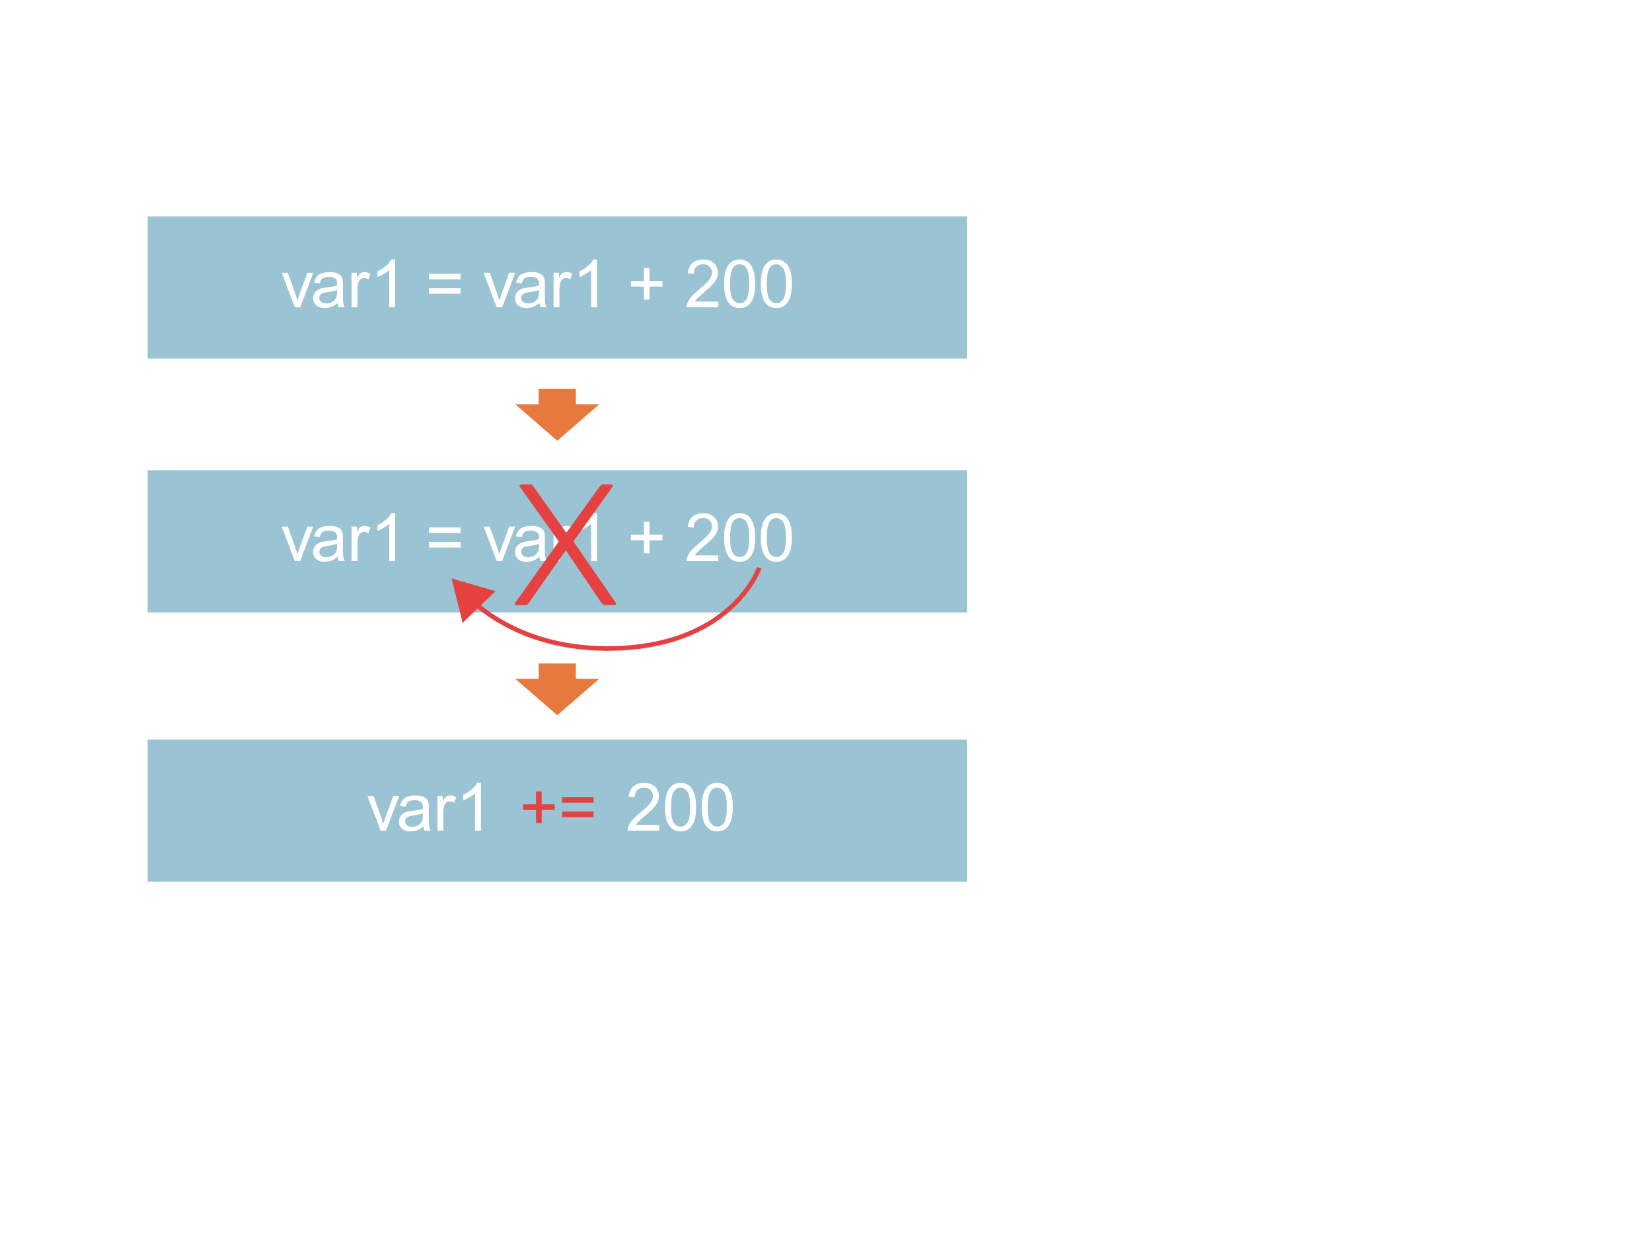 var1 = var1 + 200
var1 = var1 + 200
var1 += 200